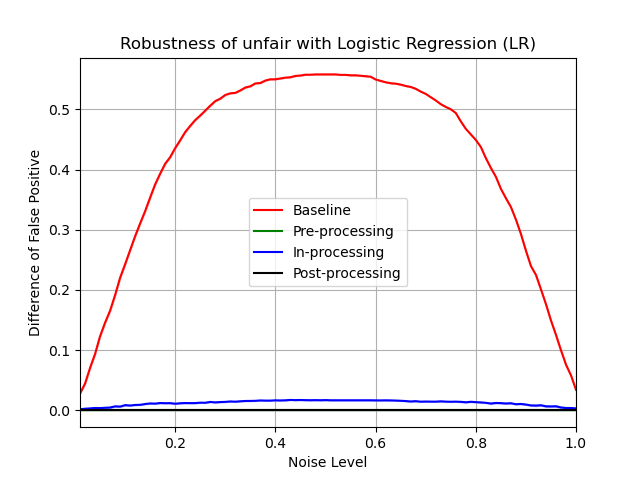 Robustness of unfair with Logistic Regression (LR)
Difference of False Positive
0.5
0.4
0.3
0.2
0.1
0.0
Baseline
Pre-processing
In-processing
Post-processing
0.2 0.4 0.6 0.8 1.0
Noise Level